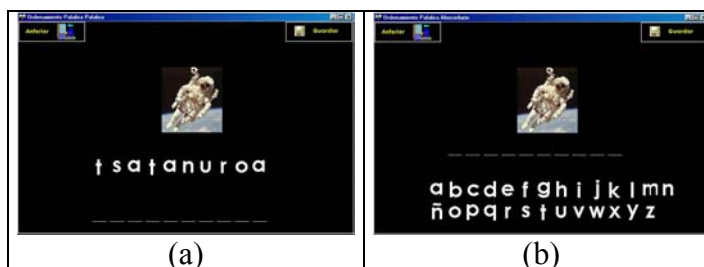 Ordenamiento Palabra Palabra
Anterior
Guardar
tsatanuroa
(a)
Ordenamiento Palabra Abecedario
Anterior
Guardar
abcdefghijklmn
ñopqrstuvwxyz
(b)